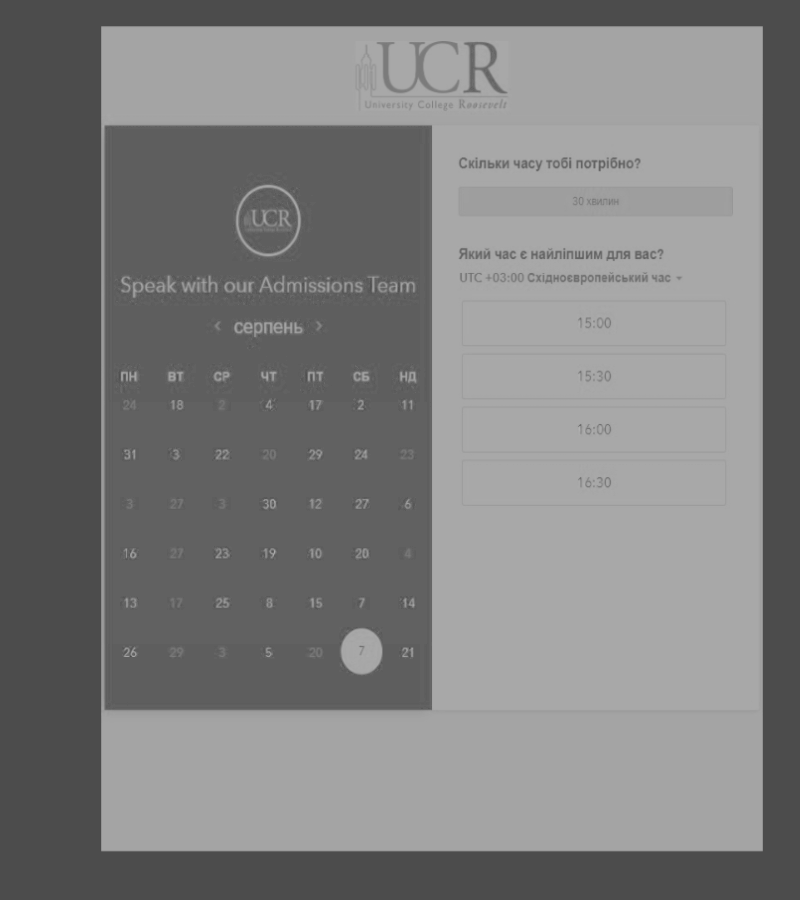 UCR
University College Roosevelt
UCR
Speak with our Admissions Team
серпень
ПН ВТ СР ЧТ ПТ СБ НД
24 18 2 4 17 2 11
31 3 22 20 29 24 23
3 27 3 30 12 27 6
16 27 23 19 10 20 4
13 17 25 8 15 7 14
26 29 3 5 20 7 21
Скільки часу тобі потрібно?
30 хвилин
Який час є найліпшим для вас?
UTC +03:00 Східноєвропейський час
15:00
15:30
16:00
16:30